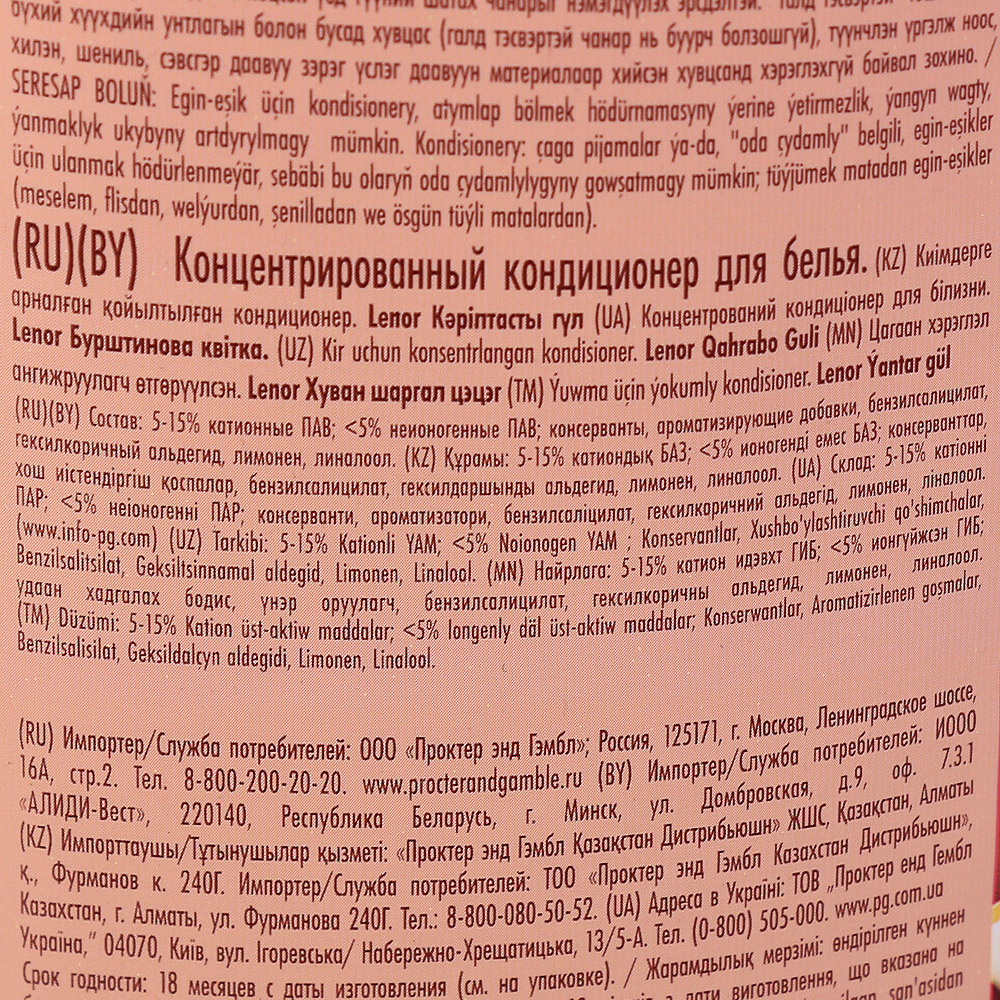 бүхий хүүхдийн унтлагын болон бусад хувцас (галд тэсвэртэй чанар нь буурч болзошгүй), түүнчлэн үргэлж ноос,
хилэн, шениль, сэвсгэр даавуу зэрэг үслэг даавуун материалаар хийсэн хувцсанд хэрэглэхгүй байвал зохино. /
SERESAP BOLUŇ: Egin-eşik üçin kondisionery, atymlap bölmek hödürnamasyny ýerine ýetirmezlik, ýangyn wagty,
ýanmaklyk ukybyny artdyrylmagy mümkin. Kondisionery: çaga pijamalar ýa-da, "oda çydamly" belgili, egin-eşikler
üçin ulanmak hödürlenmeýär, sebäbi bu olaryň oda çydamlylygyny gowşatmagy mümkin; tüýjümek matadan egin-eşikler
(meselem, flisdan, welýurdan, şenilladan we ösgün tüýli matalardan).
(RU)(BY) Концентрированный кондиционер для белья. (KZ) Киімдерге
арналған қойылтылған кондиционер. Lenor Кәріптасты гүл (UA) Концентрований кондиціонер для білизни.
Lenor Бурштинова квітка. (UZ) Kir uchun konsentrlangan kondisioner. Lenor Qahrabo Guli (MN) Цагаан хэрэглэл
ангижруулагч өтгөрүүлсэн. Lenor Хуван шаргал цэцэг (TM) Ýuwma üçin ýokumly kondisioner. Lenor Ýantar gül
(RU)(BY) Состав: 5-15% катионные ПАВ; <5% неионогенные ПАВ; консерванты, ароматизирующие добавки, бензилсалицилат,
гексилкоричный альдегид, лимонен, линалоол. (KZ) Құрамы: 5-15% катиондық БАЗ; <5% ионогенді емес БАЗ; консерванттар,
хош иістендіргіш қоспалар, бензилсалицилат, гексилдаршынды альдегид, лимонен, линалоол. (UA) Склад: 5-15% катіонні
ПАР; <5% неіоногенні ПАР; консерванти, ароматизатори, бензилсаліцилат, гексилкоричний альдегід, лимонен, ліналоол.
(www.info-pg.com) (UZ) Tarkibi: 5-15% Kationli YAM; <5% Noionogen YAM ; Konservantlar, Xushbo'ylashtiruvchi qo'shimchalar,
Benzilsalitsilat, Geksiltsinnamal aldegid, Limonen, Linalool. (MN) Найрлага: 5-15% катион идэвхт ГИБ; <5% ионгүйжсэн ГИБ;
удаан хадгалах бодис, үнэр оруулагч, бензилсалицилат, гексилкоричны альдегид, лимонен, линалоол.
(TM) Düzümi: 5-15% Kation üst-aktiw maddalar; <5% longenly däl üst-aktiw maddalar; Konserwantlar, Aromatizirlenen goşmalar,
Benzilsalisilat, Geksildalçyn aldegidi, Limonen, Linalool.
(RU) Импортер/Служба потребителей: ООО «Проктер энд Гэмбл»; Россия, 125171, г. Москва, Ленинградское шоссе,
16А, стр.2. Тел. 8-800-200-20-20. www.procterandgamble.ru (BY) Импортер/Служба потребителей: ИООО
«АЛИДИ-Вест», 220140, Республика Беларусь, г. Минск, ул. Домбровская, д.9, оф. 7.3.1
(KZ) Импорттаушы/Тұтынушылар қызметі: «Проктер энд Гэмбл Қазақстан Дистрибьюшн» ЖШС, Қазақстан, Алматы
қ., Фурманов к. 240Г. Импортер/Служба потребителей: ТОО «Проктер энд Гэмбл Казахстан Дистрибьюшн»,
Казахстан, г. Алматы, ул. Фурманова 240Г. Тел.: 8-800-080-50-52. (UA) Адреса в Україні: ТОВ „Проктер енд Гембл
Україна,” 04070, Київ, вул. Ігоревська/ Набережно-Хрещатицька, 13/5-А. Тел. (0-800) 505-000. www.pg.com.ua
Срок годности: 18 месяцев с даты изготовления (см. на упаковке). / Жарамдылық мерзімі: өндірілген күннен
дати виготовлення, що вказана на
san'asidan